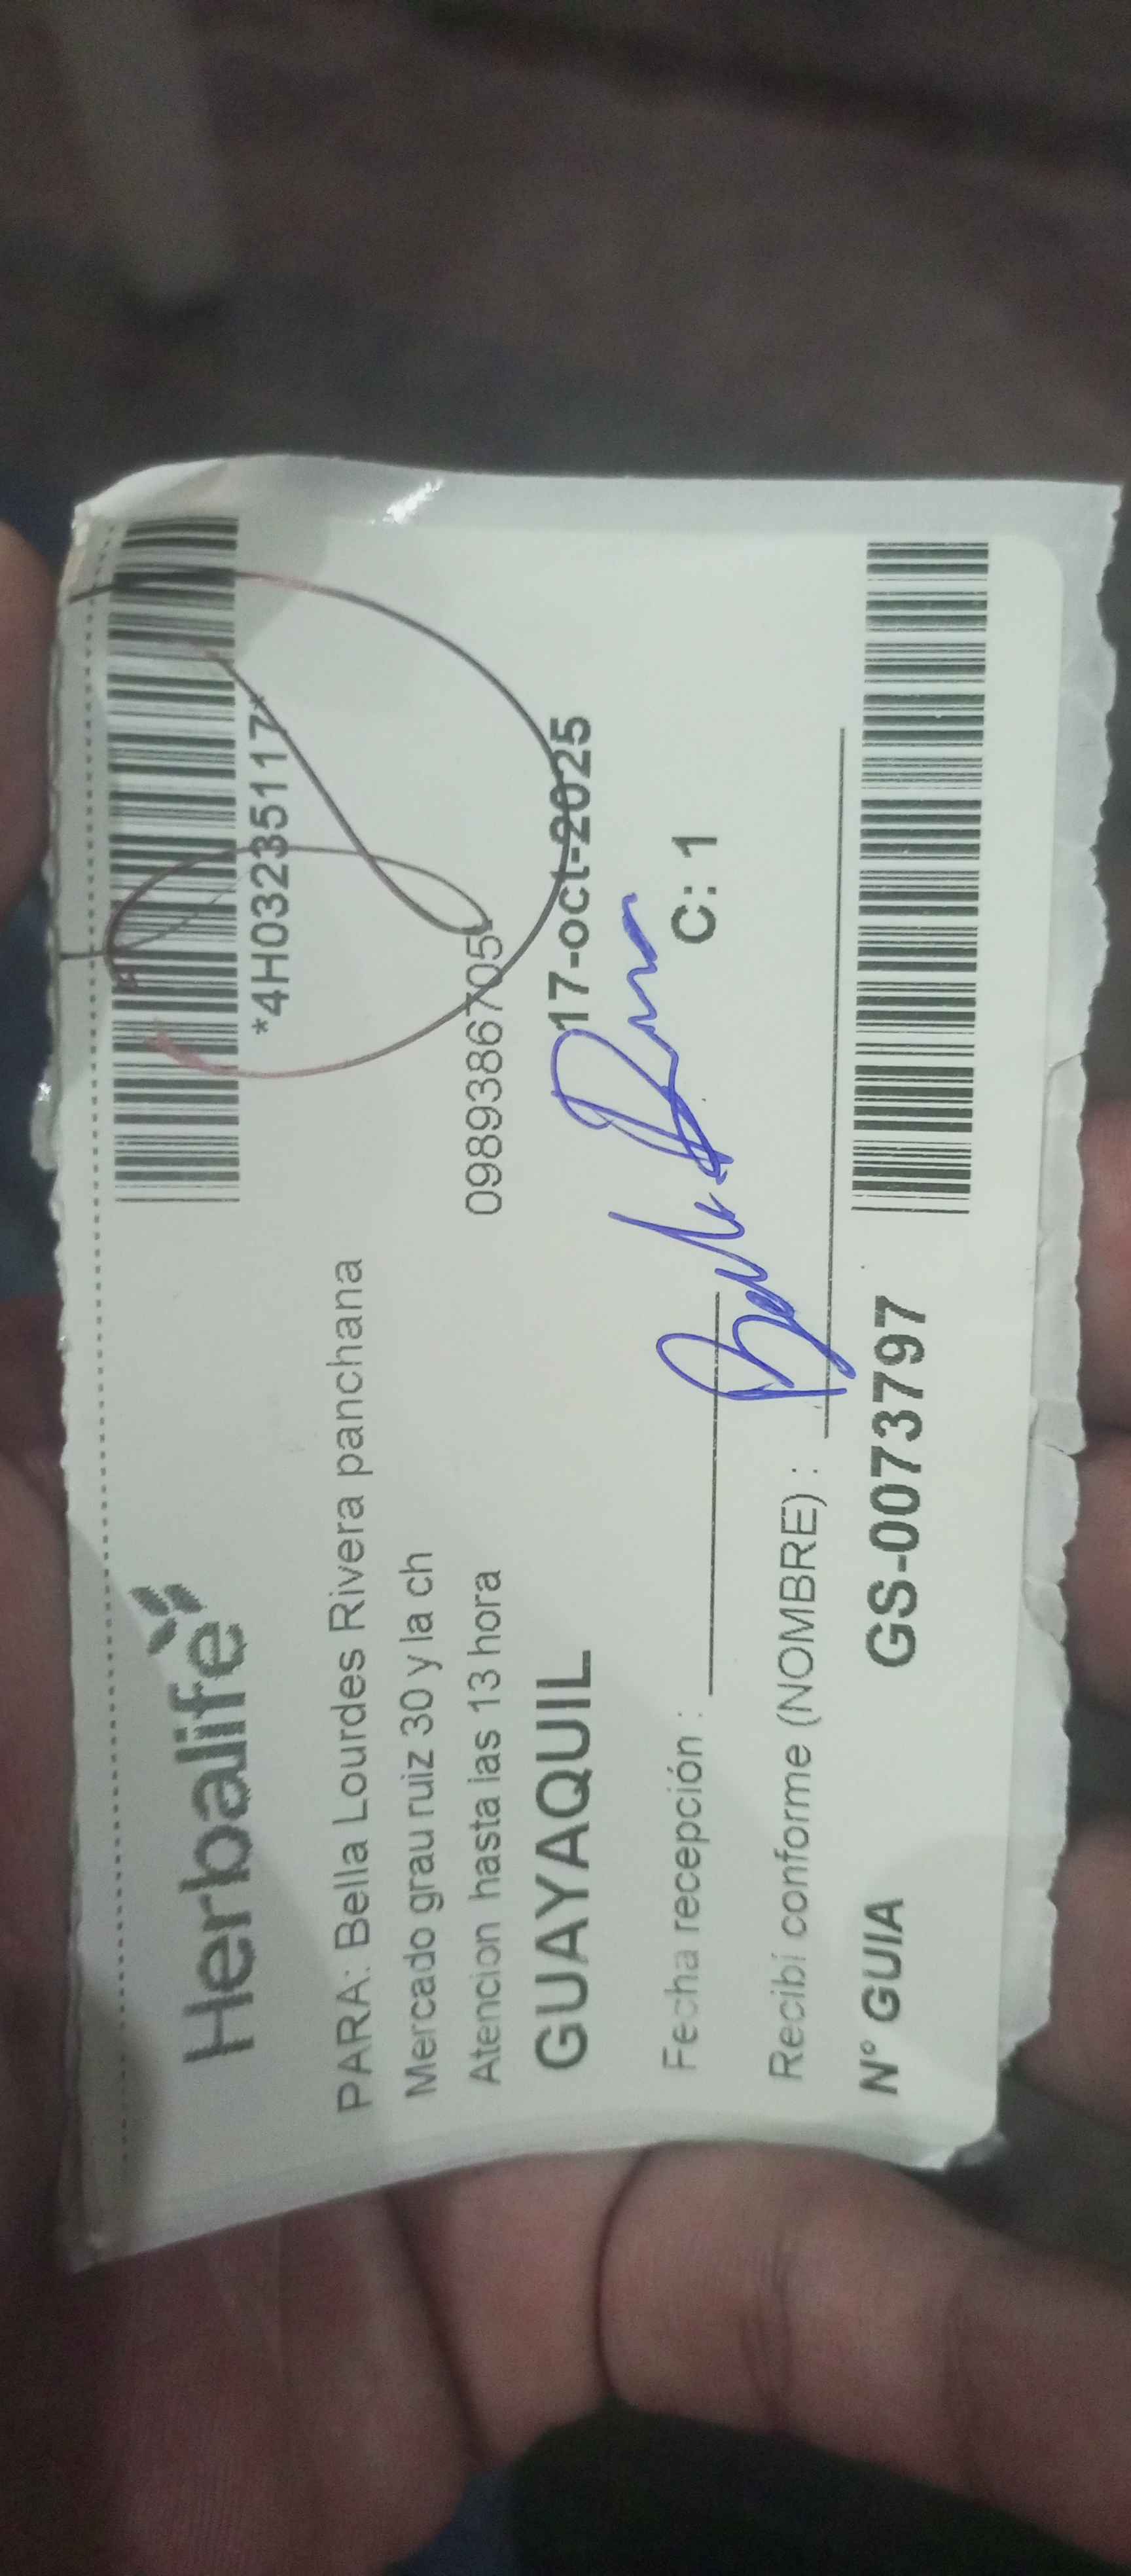 Herbalife
*4H03235117*
PARA: Bella Lourdes Rivera panchana
Mercado grau ruiz 30 y la ch
Atencion hasta las 13 hora 0989386705
GUAYAQUIL 17-oct-2025
Fecha recepción : C: 1
Recibí conforme (NOMBRE) :
N° GUIA GS-0073797